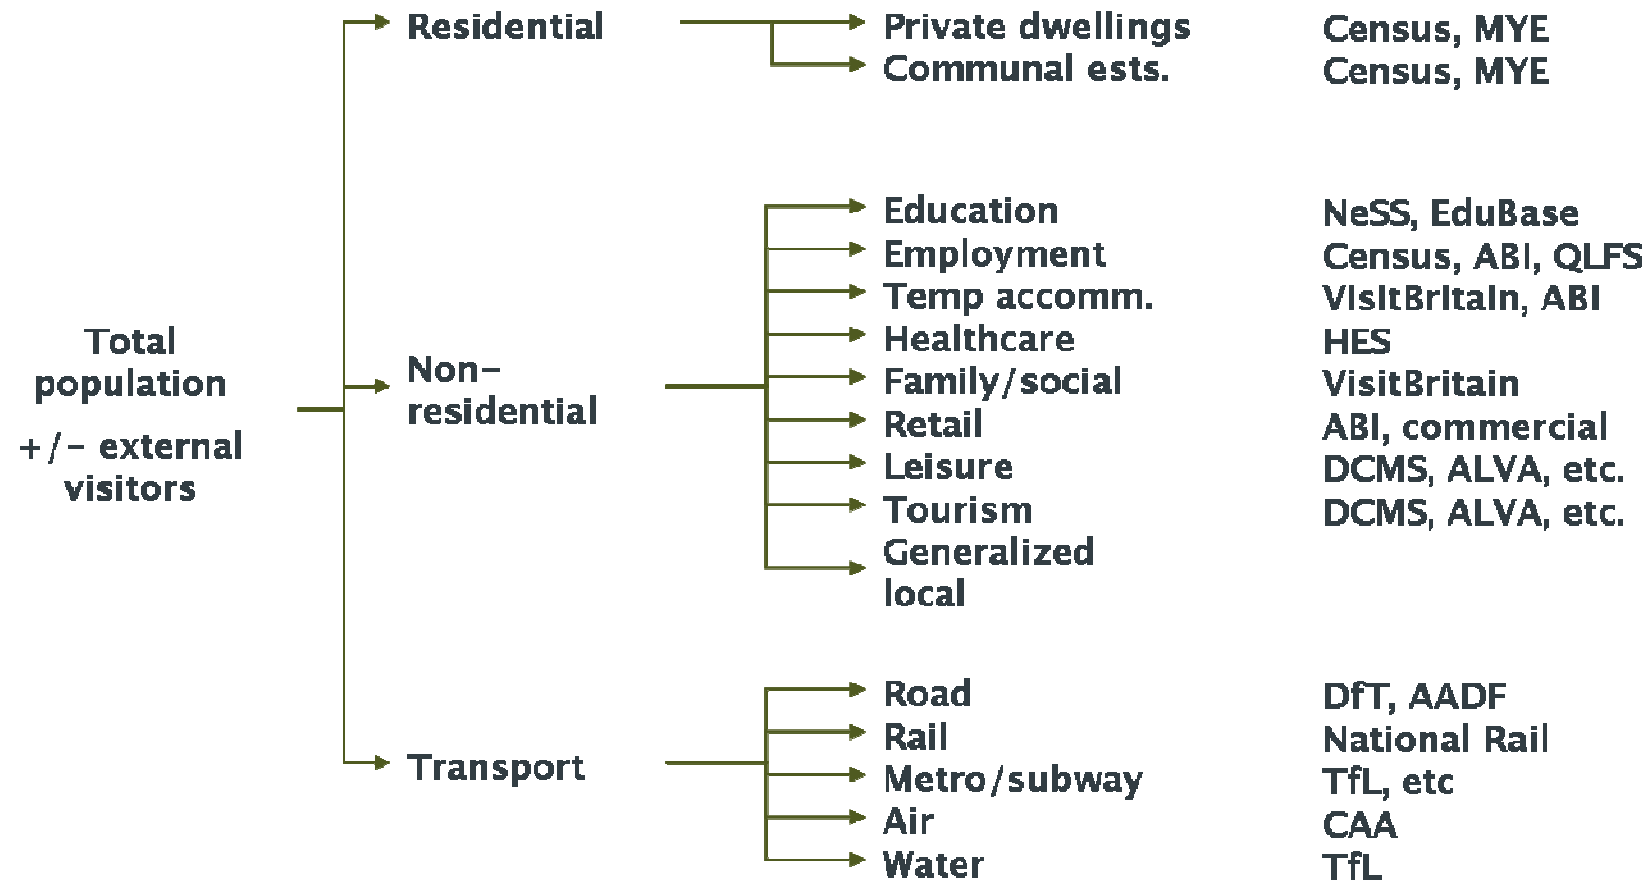 Residential
Private dwellings
Census, MYE
Communal ests.
Census, MYE
Total
population
+/- external
visitors
Non-
residential
Education
NeSS, EduBase
Employment
Census, ABI, QLFS
Temp accomm.
VisitBritain, ABI
Healthcare
HES
Family/social
VisitBritain
Retail
ABI, commercial
Leisure
DCMS, ALVA, etc.
Tourism
DCMS, ALVA, etc.
Generalized
local
Transport
Road
DfT, AADF
Rail
National Rail
Metro/subway
TfL, etc
Air
CAA
Water
TfL